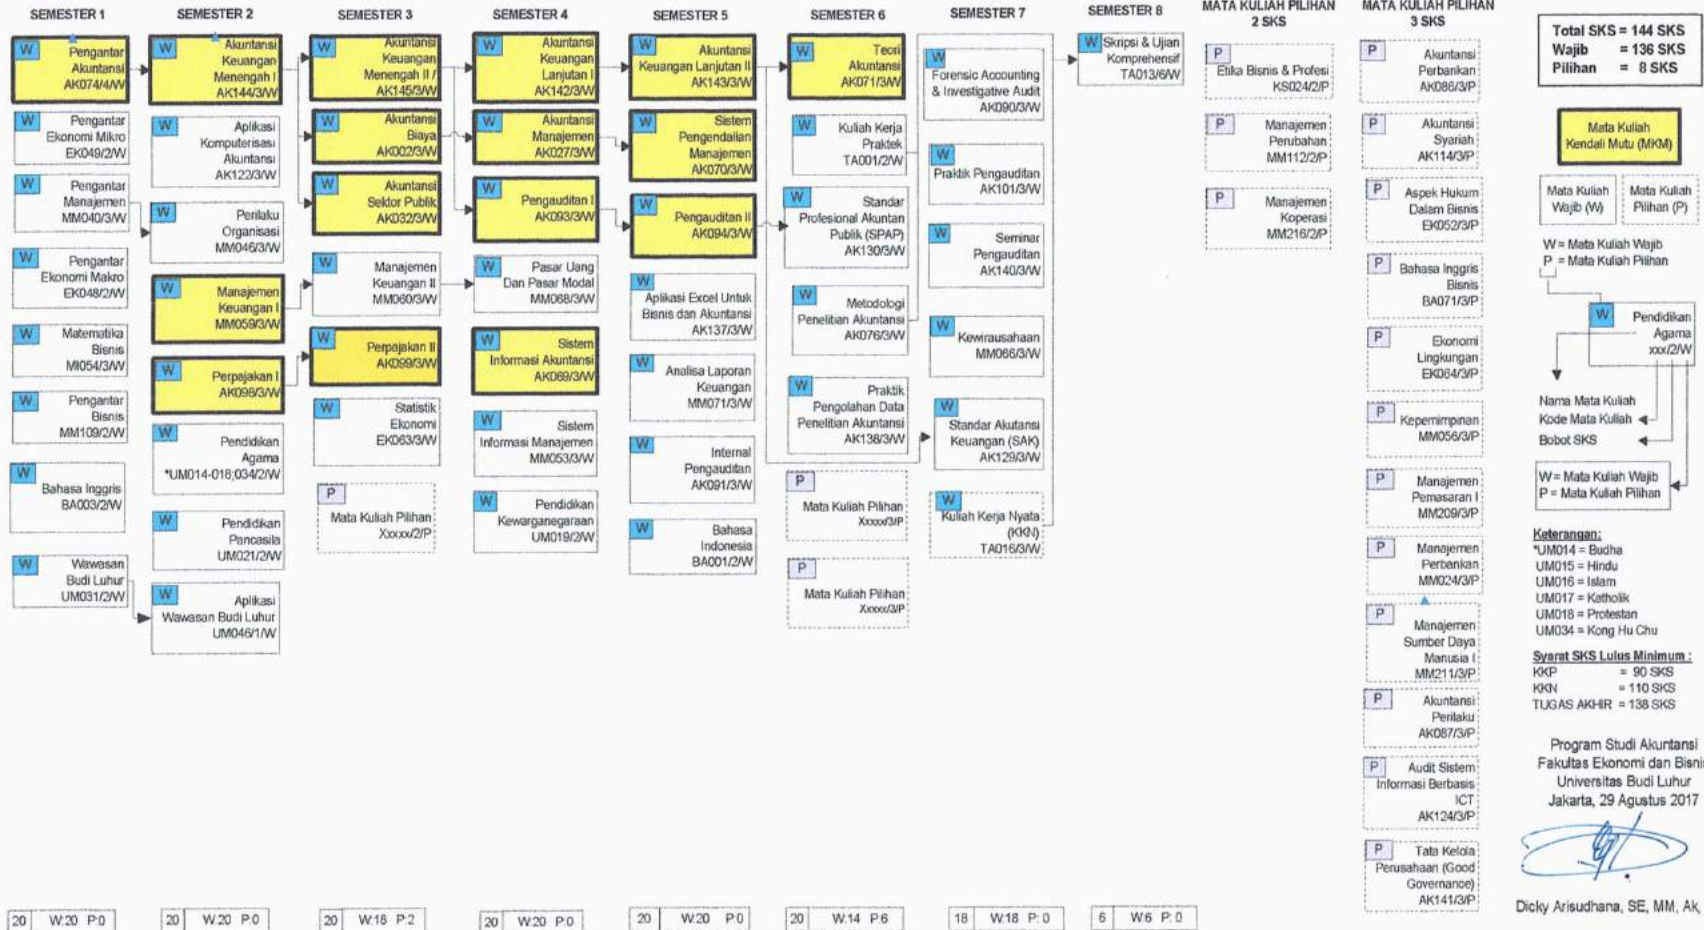 SEMESTER 1
W
Pengantar
Akuntansi
AK074/4/W
W
Pengantar
Ekonomi Mikro
EK049/2/W
W
Pengantar
Manajemen
MM040/3/W
W
Pengantar
Ekonomi Makro
EK048/2/W
W
Matematika
Bisnis
MI054/3/W
W
Pengantar
Bisnis
MM109/2/W
W
Bahasa Inggris
BA003/2/W
W
Wawasan
Budi Luhur
UM031/2/W
20 W:20 P:0
SEMESTER 2
W
Akuntansi
Keuangan
Menengah I
AK144/3/W
W
Aplikasi
Komputerisasi
Akuntansi
AK122/3/W
W
Perilaku
Organisasi
MM046/3/W
W
Manajemen
Keuangan I
MM059/3/W
W
Perpajakan I
AK098/3/W
W
Pendidikan
Agama
*UM014-018;034/2/W
W
Pendidikan
Pancasila
UM021/2/W
W
Aplikasi
Wawasan Budi Luhur
UM046/1/W
20 W:20 P:0
SEMESTER 3
W
Akuntansi
Keuangan
Menengah II /
AK145/3/W
W
Akuntansi
Biaya
AK002/3/W
W
Akuntansi
Sektor Publik
AK032/3/W
W
Manajemen
Keuangan II
MM060/3/W
W
Perpajakan II
AK099/3/W
W
Statistik
Ekonomi
EK063/3/W
P
Mata Kuliah Pilihan
Xxxxx/2/P
20 W:18 P:2
SEMESTER 4
W
Akuntansi
Keuangan
Lanjutan I
AK142/3/W
W
Akuntansi
Manajemen
AK027/3/W
W
Pengauditan I
AK093/3/W
W
Pasar Uang
Dan Pasar Modal
MM068/3/W
W
Sistem
Informasi Akuntansi
AK069/3/W
W
Sistem
Informasi Manajemen
MM053/3/W
W
Pendidikan
Kewarganegaraan
UM019/2/W
20 W:20 P:0
SEMESTER 5
W
Akuntansi
Keuangan Lanjutan II
AK143/3/W
W
Sistem
Pengendalian
Manajemen
AK070/3/W
W
Pengauditan II
AK094/3/W
W
Aplikasi Excel Untuk
Bisnis dan Akuntansi
AK137/3/W
W
Analisa Laporan
Keuangan
MM071/3/W
W
Internal
Pengauditan
AK091/3/W
W
Bahasa
Indonesia
BA001/2/W
20 W:20 P:0
SEMESTER 6
W
Teori
Akuntansi
AK071/3/W
W
Kuliah Kerja
Praktek
TA001/2/W
W
Standar
Profesional Akuntan
Publik (SPAP)
AK130/3/W
W
Metodologi
Penelitian Akuntansi
AK076/3/W
W
Praktik
Pengolahan Data
Penelitian Akuntansi
AK138/3/W
P
Mata Kuliah Pilihan
Xxxxx/3/P
P
Mata Kuliah Pilihan
Xxxxx/3/P
20 W:14 P:6
SEMESTER 7
W
Forensic Accounting
& Investigative Audit
AK090/3/W
W
Praktik Pengauditan
AK101/3/W
W
Seminar
Pengauditan
AK140/3/W
W
Kewirausahaan
MM066/3/W
W
Standar Akutansi
Keuangan (SAK)
AK129/3/W
W
Kuliah Kerja Nyata
(KKN)
TA016/3/W
18 W:18 P: 0
SEMESTER 8
W
Skripsi & Ujian
Komprehensif
TA013/6/W
6 W:6 P: 0
MATA KULIAH PILIHAN
2 SKS
P
Etika Bisnis & Profesi
KS024/2/P
P
Manajemen
Perubahan
MM112/2/P
P
Manajemen
Koperasi
MM216/2/P
MATA KULIAH PILIHAN
3 SKS
P
Akuntansi
Perbankan
AK086/3/P
P
Akuntansi
Syariah
AK114/3/P
P
Aspek Hukum
Dalam Bisnis
EK052/3/P
P
Bahasa Inggris
Bisnis
BA071/3/P
P
Ekonomi
Lingkungan
EK064/3/P
P
Kepemimpinan
MM056/3/P
P
Manajemen
Pemasaran I
MM209/3/P
P
Manajemen
Perbankan
MM024/3/P
P
Manajemen
Sumber Daya
Manusia I
MM211/3/P
P
Akuntansi
Perilaku
AK087/3/P
P
Audit Sistem
Informasi Berbasis
ICT
AK124/3/P
P
Tata Kelola
Perusahaan (Good
Governance)
AK141/3/P
Total SKS = 144 SKS
Wajib = 136 SKS
Pilihan = 8 SKS
Mata Kuliah
Kendali Mutu (MKM)
Mata Kuliah
Wajib (W)
Mata Kuliah
Pilihan (P)
W = Mata Kuliah Wajib
P = Mata Kuliah Pilihan
W
Pendidikan
Agama
xxx/2/W
Nama Mata Kuliah
Kode Mata Kuliah
Bobot SKS
W = Mata Kuliah Wajib
P = Mata Kuliah Pilihan
Keterangan:
*UM014 = Budha
UM015 = Hindu
UM016 = Islam
UM017 = Katholik
UM018 = Protestan
UM034 = Kong Hu Chu
Syarat SKS Lulus Minimum :
KKP = 90 SKS
KKN = 110 SKS
TUGAS AKHIR = 138 SKS
Program Studi Akuntansi
Fakultas Ekonomi dan Bisnis
Universitas Budi Luhur
Jakarta, 29 Agustus 2017
Dicky Arisudhana, SE, MM, Ak,